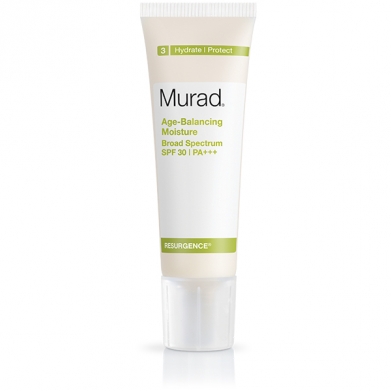 3 Hydrate | Protect
Murad®
Age-Balancing
Moisture
Broad Spectrum
SPF 30 | PA+++
RESURGENCE®